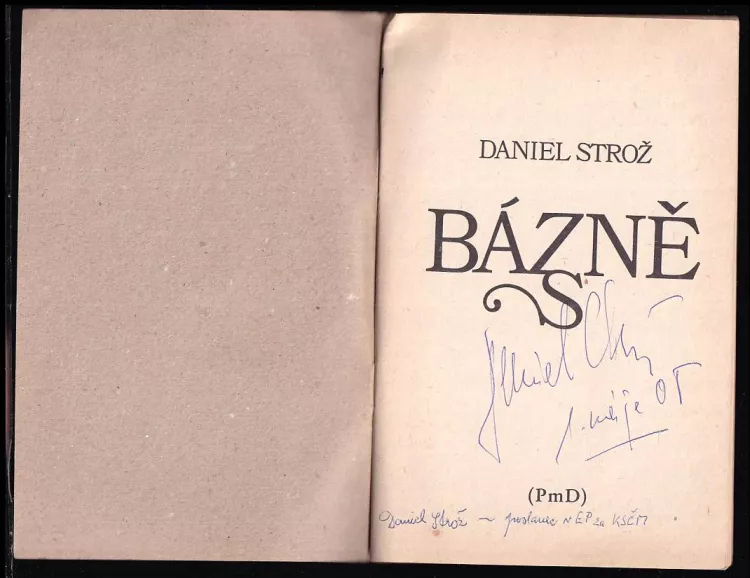 DANIEL STROŽ
BÁZNĚ
S
Daniel Strož
1. máje 05
(PmD)
Daniel Strož ~ poslanec v EP za KSČM